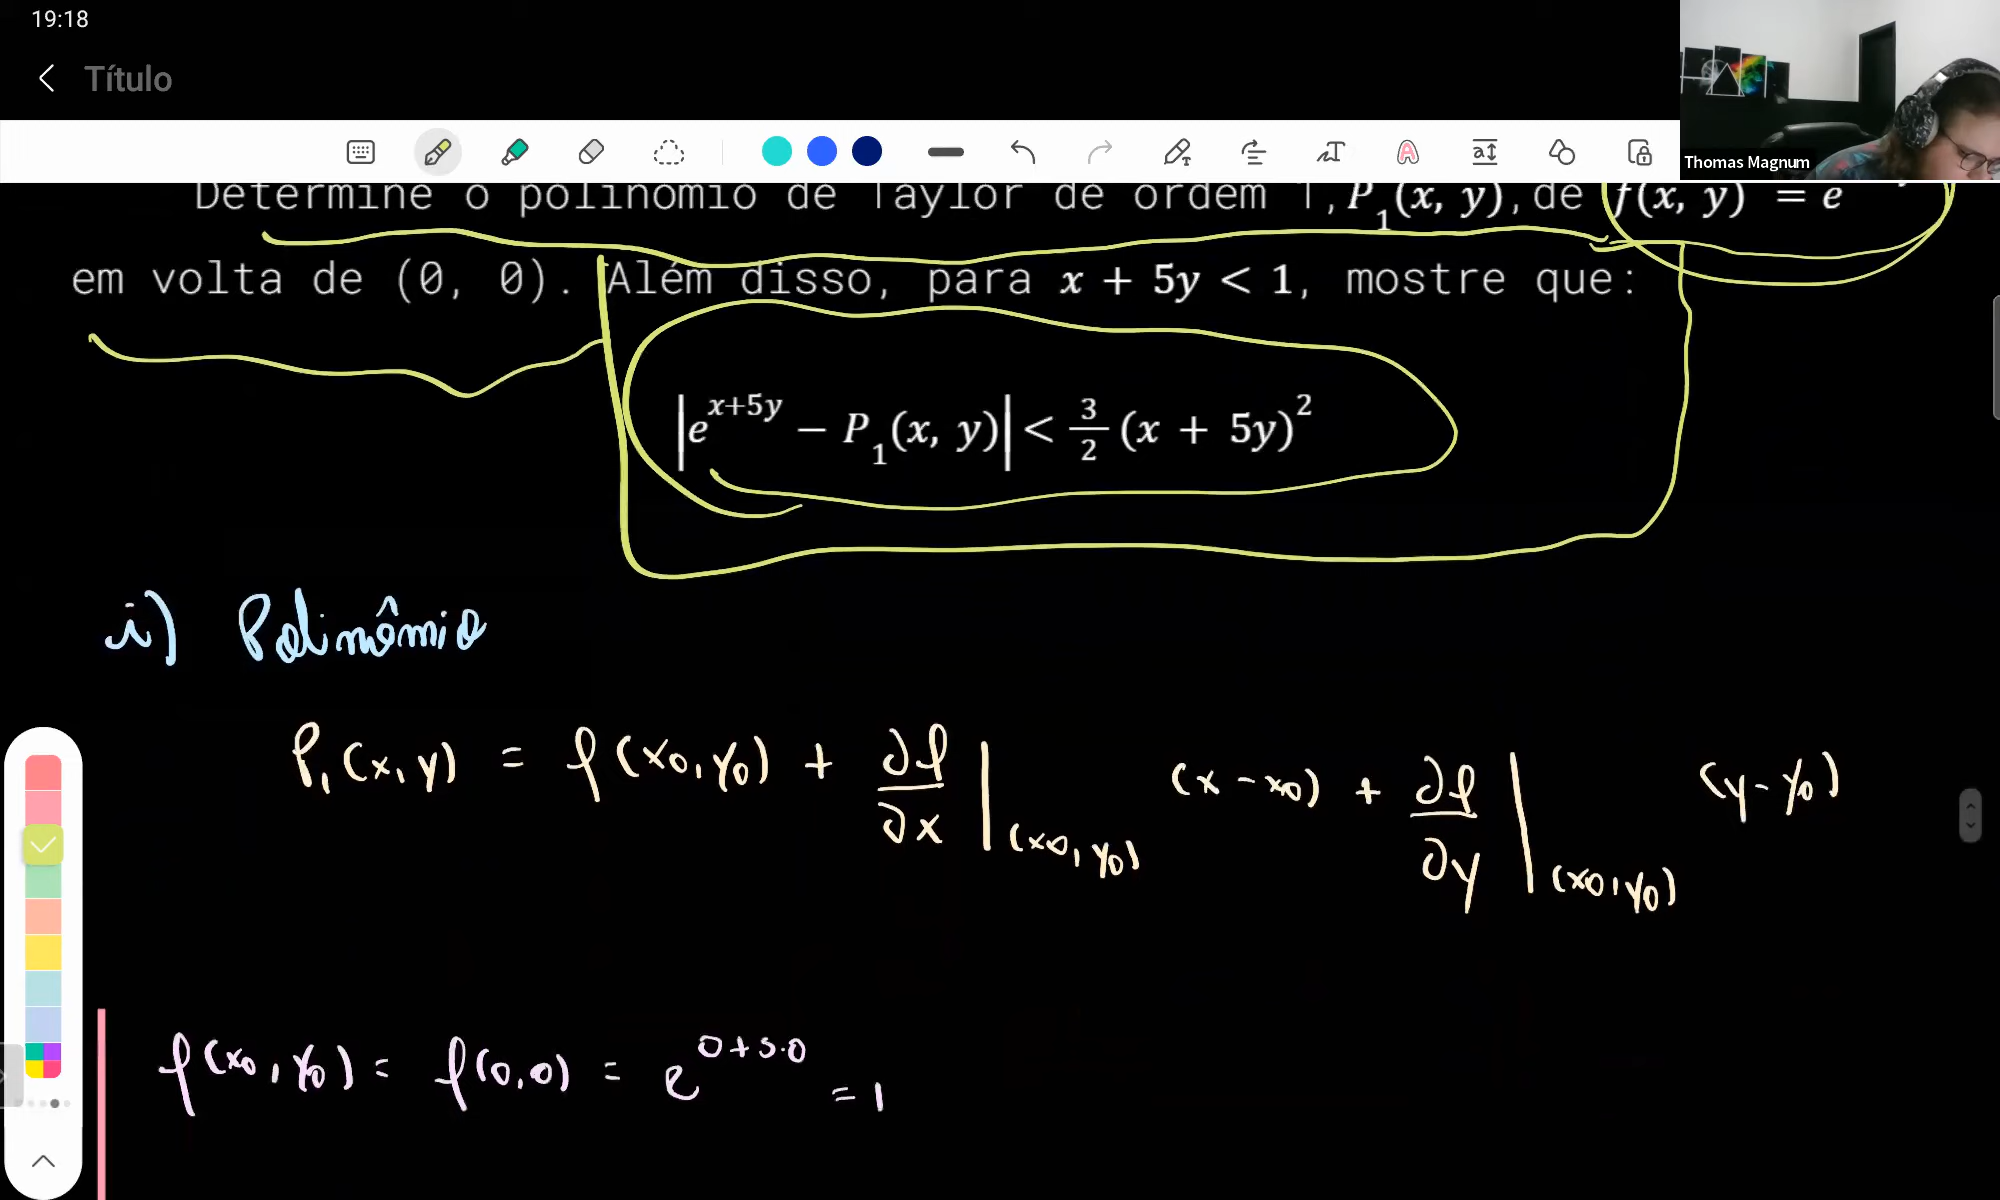 19:18
Título
Thomas Magnum
Determine o polinômio de Taylor de ordem 1, P₁(x, y), de f(x, y) = e
em volta de (0, 0). Além disso, para x + 5y < 1, mostre que:
|e^{x+5y} − P₁(x, y)| < 3/2 (x + 5y)²
i) Polinômio
P₁(x,y) = f(x₀,y₀) + ∂f/∂x |(x₀,y₀) (x − x₀) + ∂f/∂y |(x₀,y₀) (y − y₀)
f(x₀,y₀) = f(0,0) = e^{0+5·0} = 1